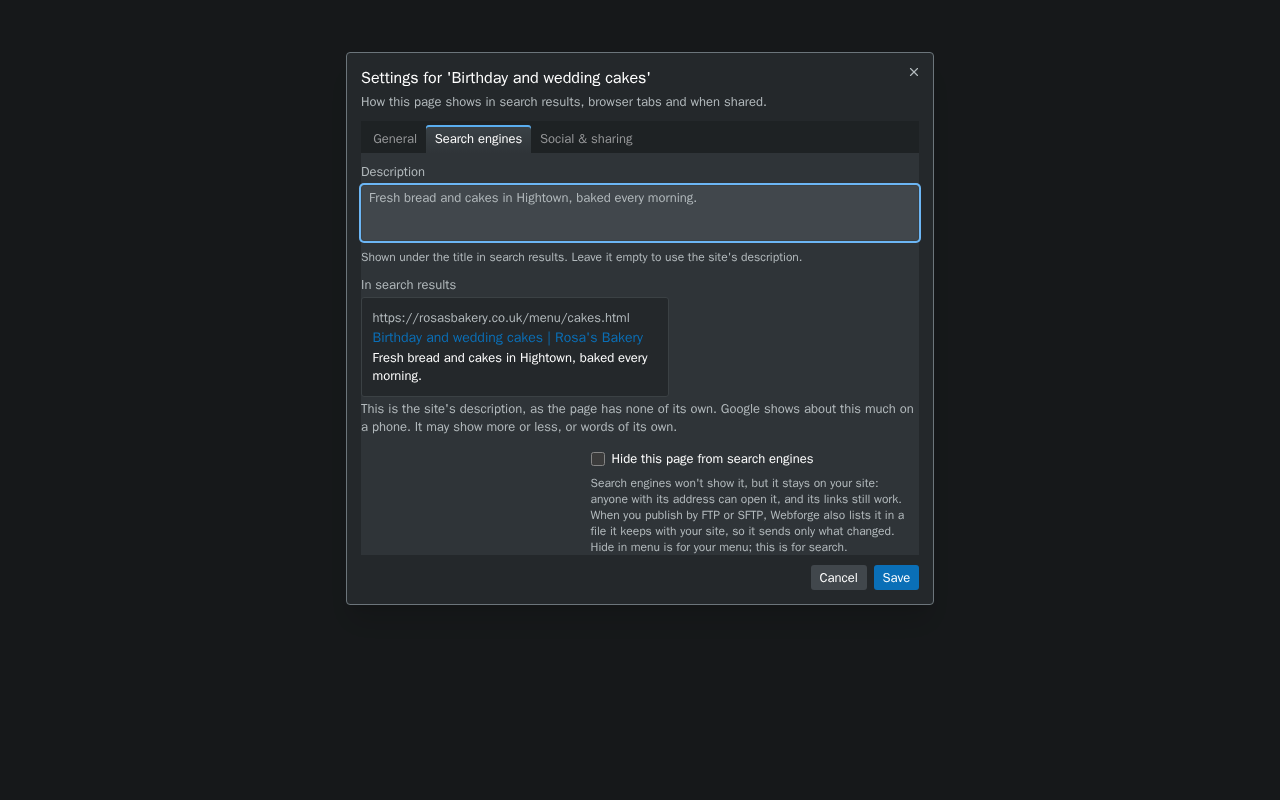 Settings for 'Birthday and wedding cakes'
How this page shows in search results, browser tabs and when shared.
General
Search engines
Social & sharing
Description
Fresh bread and cakes in Hightown, baked every morning.
Shown under the title in search results. Leave it empty to use the site's description.
In search results
https://rosasbakery.co.uk/menu/cakes.html
Birthday and wedding cakes | Rosa's Bakery
Fresh bread and cakes in Hightown, baked every
morning.
This is the site's description, as the page has none of its own. Google shows about this much on
a phone. It may show more or less, or words of its own.
Hide this page from search engines
Search engines won't show it, but it stays on your site:
anyone with its address can open it, and its links still work.
When you publish by FTP or SFTP, Webforge also lists it in a
file it keeps with your site, so it sends only what changed.
Hide in menu is for your menu; this is for search.
Cancel
Save